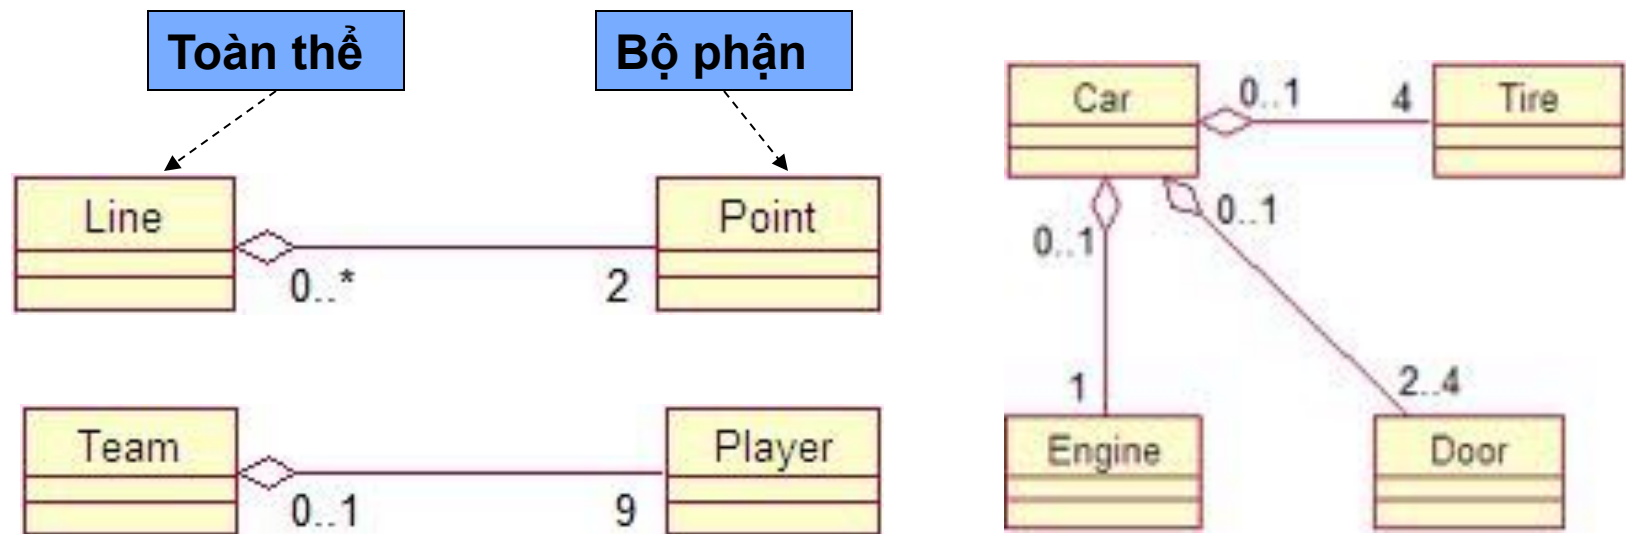 Toàn thể
Bộ phận
Line
0..*
2
Point
Team
0..1
9
Player
Car
0..1
4
Tire
0..1
0..1
1
2..4
Engine
Door